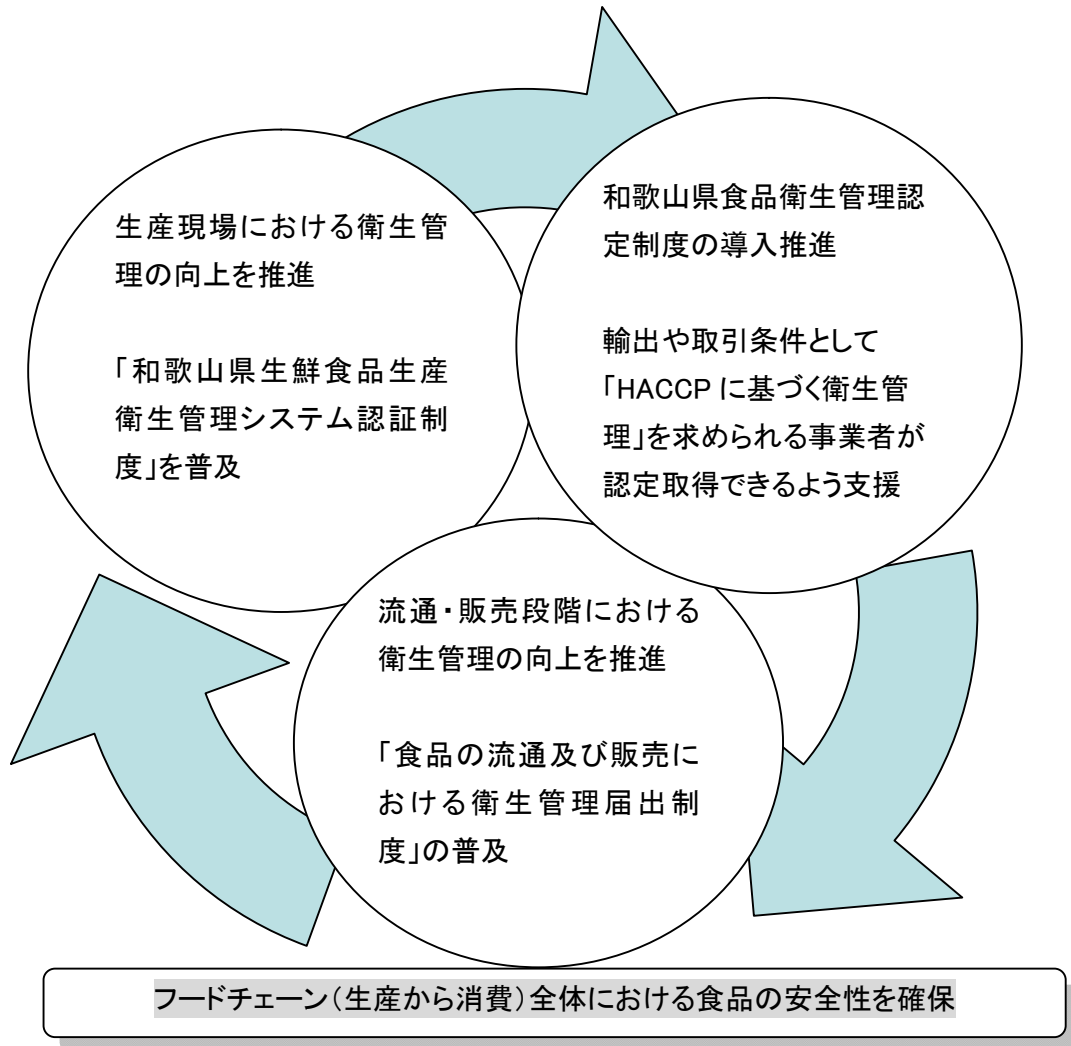 生産現場における衛生管
理の向上を推進
「和歌山県生鮮食品生産
衛生管理システム認証制
度」を普及
和歌山県食品衛生管理認
定制度の導入推進
輸出や取引条件として
「HACCP に基づく衛生管
理」を求められる事業者が
認定取得できるよう支援
流通・販売段階における
衛生管理の向上を推進
「食品の流通及び販売に
おける衛生管理届出制
度」の普及
フードチェーン（生産から消費）全体における食品の安全性を確保